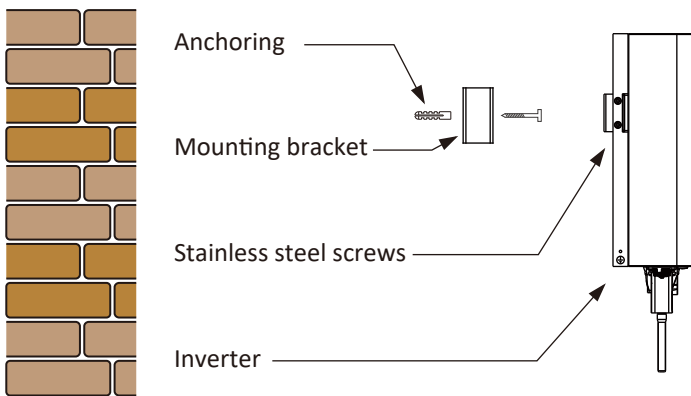 Anchoring
Mounting bracket
Stainless steel screws
Inverter